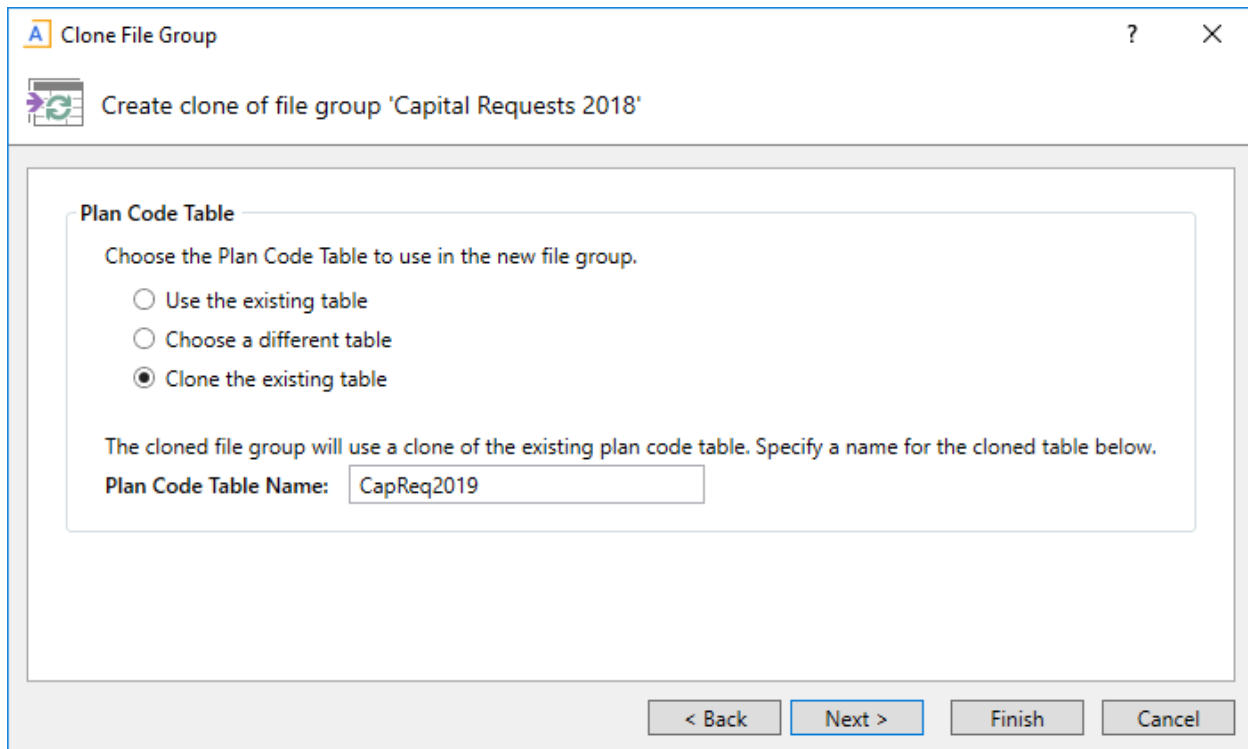 A Clone File Group ?
Create clone of file group 'Capital Requests 2018'
Plan Code Table
Choose the Plan Code Table to use in the new file group.
Use the existing table
Choose a different table
Clone the existing table
The cloned file group will use a clone of the existing plan code table. Specify a name for the cloned table below.
Plan Code Table Name: CapReq2019
< Back Next > Finish Cancel